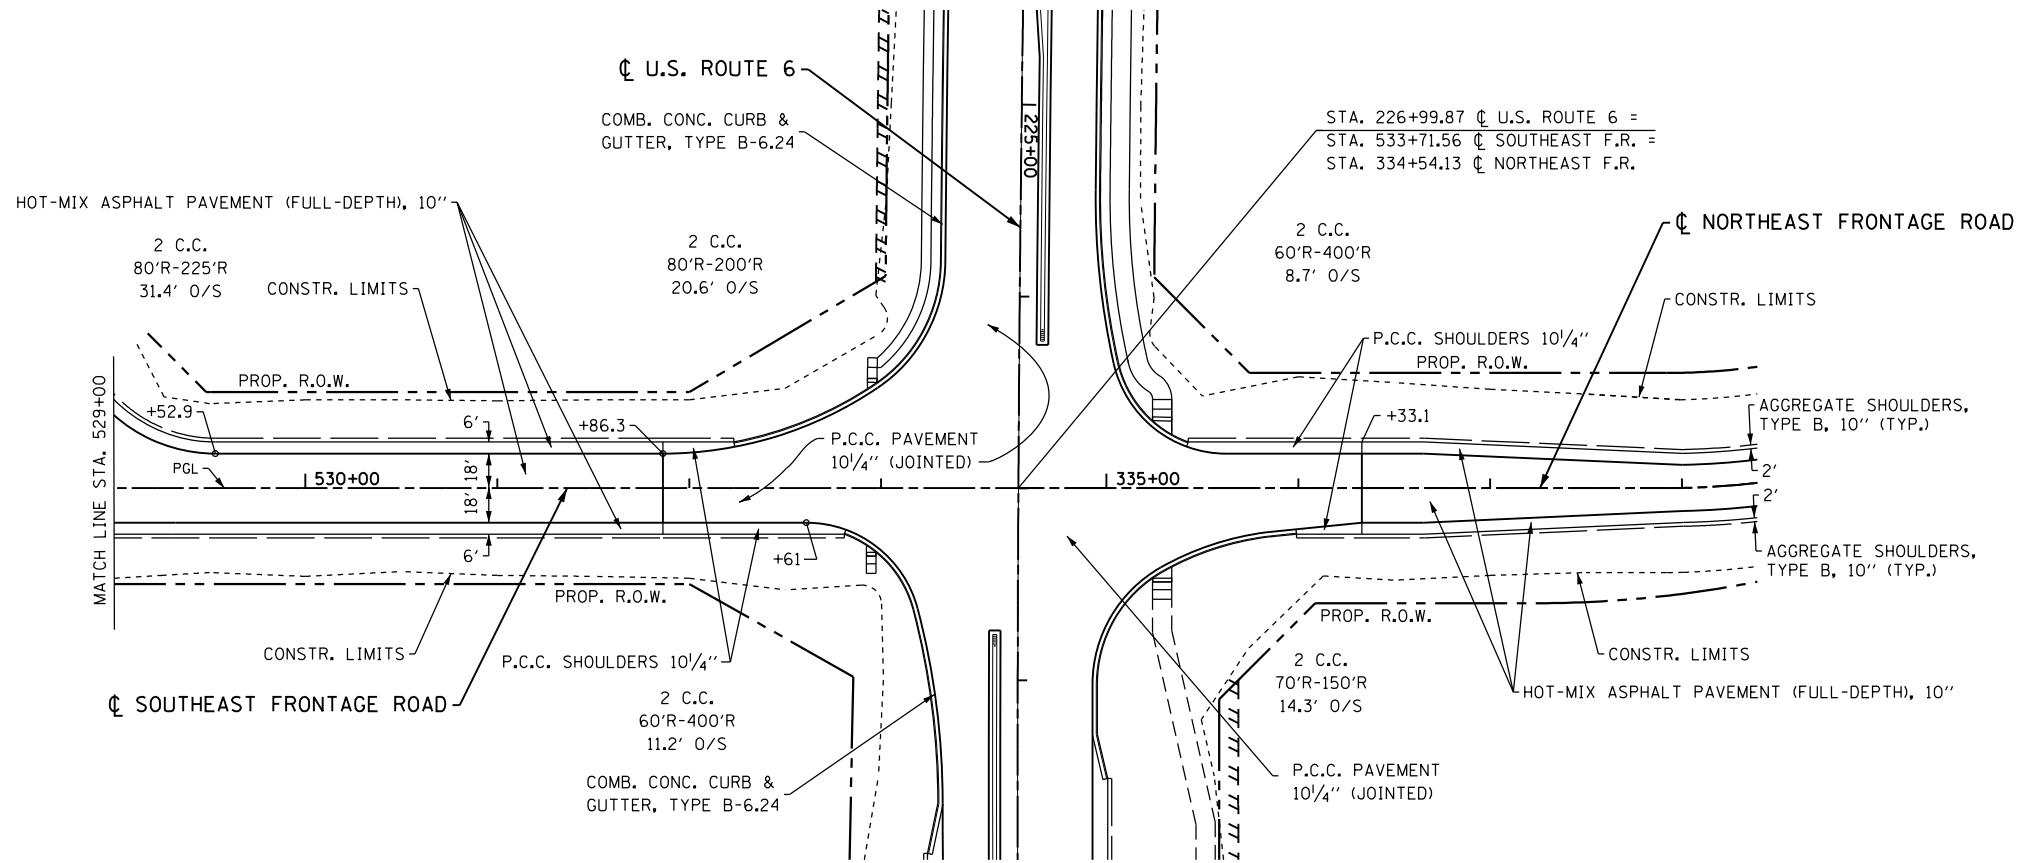 ℄ U.S. ROUTE 6
COMB. CONC. CURB &
GUTTER, TYPE B-6.24
225+00
STA. 226+99.87 ℄ U.S. ROUTE 6 =
STA. 533+71.56 ℄ SOUTHEAST F.R. =
STA. 334+54.13 ℄ NORTHEAST F.R.
HOT-MIX ASPHALT PAVEMENT (FULL-DEPTH), 10"
2 C.C.
80'R-225'R
31.4' O/S
CONSTR. LIMITS
2 C.C.
80'R-200'R
20.6' O/S
2 C.C.
60'R-400'R
8.7' O/S
℄ NORTHEAST FRONTAGE ROAD
CONSTR. LIMITS
P.C.C. SHOULDERS 10¼"
PROP. R.O.W.
PROP. R.O.W.
MATCH LINE STA. 529+00
+52.9
6'
+86.3
+33.1
AGGREGATE SHOULDERS,
TYPE B, 10" (TYP.)
P.C.C. PAVEMENT
10¼" (JOINTED)
PGL
18'
18'
530+00
335+00
2'
2'
6'
+61
AGGREGATE SHOULDERS,
TYPE B, 10" (TYP.)
PROP. R.O.W.
PROP. R.O.W.
CONSTR. LIMITS
P.C.C. SHOULDERS 10¼"
CONSTR. LIMITS
℄ SOUTHEAST FRONTAGE ROAD
2 C.C.
60'R-400'R
11.2' O/S
2 C.C.
70'R-150'R
14.3' O/S
HOT-MIX ASPHALT PAVEMENT (FULL-DEPTH), 10"
COMB. CONC. CURB &
GUTTER, TYPE B-6.24
P.C.C. PAVEMENT
10¼" (JOINTED)